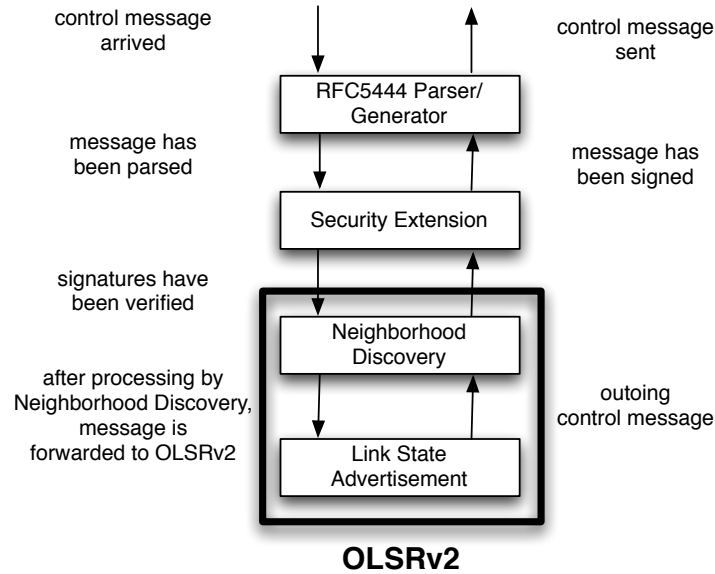 control message
arrived
control message
sent
RFC5444 Parser/
Generator
message has
been parsed
message has
been signed
Security Extension
signatures have
been verified
Neighborhood
Discovery
after processing by
Neighborhood Discovery,
message is
forwarded to OLSRv2
outoing
control message
Link State
Advertisement
OLSRv2